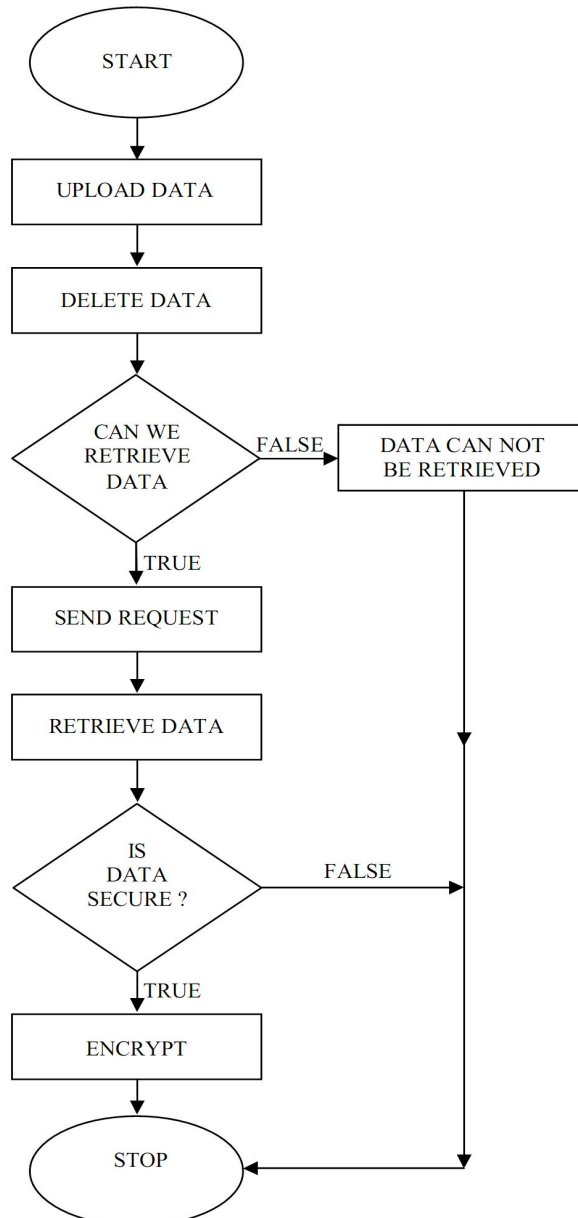 START
UPLOAD DATA
DELETE DATA
CAN WE
RETRIEVE
DATA
FALSE
DATA CAN NOT
BE RETRIEVED
TRUE
SEND REQUEST
RETRIEVE DATA
IS
DATA
SECURE ?
FALSE
TRUE
ENCRYPT
STOP